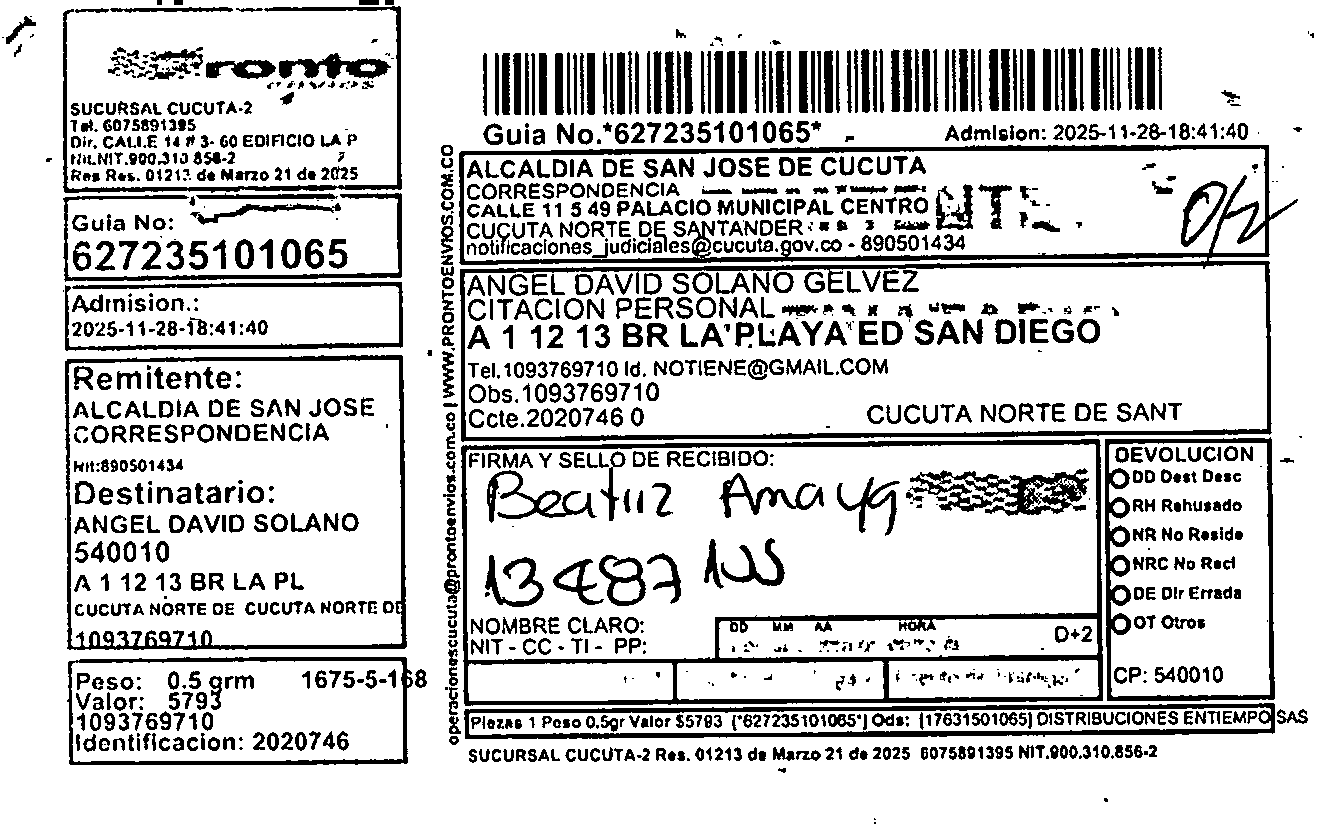 ronto
SUCURSAL CUCUTA-2
Tel. 6075891395
Dir. CALLE 14 # 3- 60 EDIFICIO LA P
Nit.NIT.900.310 856-2
Res Res. 01213 de Marzo 21 de 2025
Guia No:
627235101065
Admision.:
2025-11-28-18:41:40
Remitente:
ALCALDIA DE SAN JOSE
CORRESPONDENCIA
Nit:890501434
Destinatario:
ANGEL DAVID SOLANO
540010
A 1 12 13 BR LA PL
CUCUTA NORTE DE CUCUTA NORTE DE
1093769710
Peso: 0.5 grm 1675-5-168
Valor: 5793
1093769710
Identificacion: 2020746
operacionescucuta@prontoenvios.com.co | WWW.PRONTOENVIOS.COM.CO
Guia No.*627235101065* Admision: 2025-11-28-18:41:40
ALCALDIA DE SAN JOSE DE CUCUTA
CORRESPONDENCIA
CALLE 11 5 49 PALACIO MUNICIPAL CENTRO
CUCUTA NORTE DE SANTANDER
notificaciones_judiciales@cucuta.gov.co - 890501434
ANGEL DAVID SOLANO GELVEZ
CITACION PERSONAL
A 1 12 13 BR LA PLAYA ED SAN DIEGO
Tel.1093769710 Id. NOTIENE@GMAIL.COM
Obs.1093769710
Ccte.2020746 0 CUCUTA NORTE DE SANT
FIRMA Y SELLO DE RECIBIDO:
Beatriz Amaya
NOMBRE CLARO:
NIT - CC - TI - PP:
DD MM AA HORA
D+2
DEVOLUCION
DD Dest Desc
RH Rehusado
NR No Reside
NRC No Recl
DE Dir Errada
OT Otros
CP: 540010
Piezas 1 Peso 0.5gr Valor $5793 (*627235101065*) Ods: [17631501065] DISTRIBUCIONES ENTIEMPO SAS
SUCURSAL CUCUTA-2 Res. 01213 de Marzo 21 de 2025 6075891395 NIT.900.310.856-2